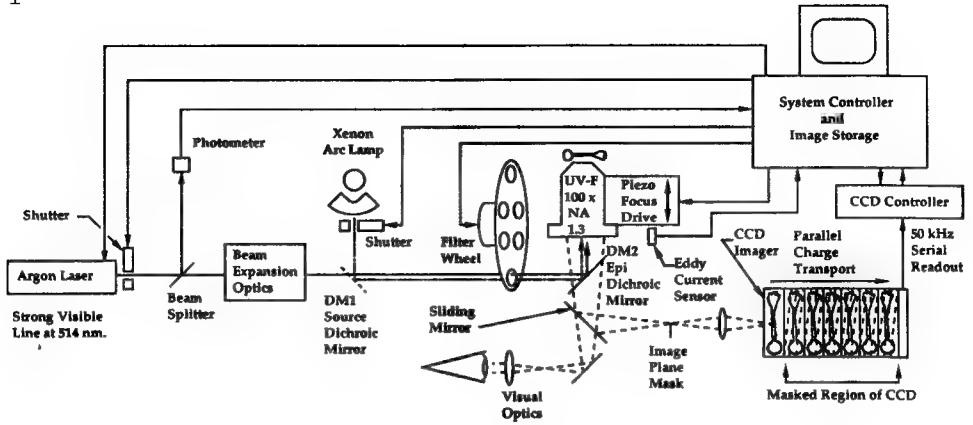 System Controller
and
Image Storage
Photometer
Xenon
Arc Lamp
Shutter
Shutter
Filter
Wheel
UV-F
100 x
NA
1.3
Piezo
Focus
Drive
CCD Controller
CCD
Imager
Parallel
Charge
Transport
50 kHz
Serial
Readout
Argon Laser
Beam
Expansion
Optics
Beam
Splitter
DM1
Source
Dichroic
Mirror
DM2
Epi
Dichroic
Mirror
Eddy
Current
Sensor
Sliding
Mirror
Strong Visible
Line at 514 nm.
Image
Plane
Mask
Visual
Optics
Masked Region of CCD